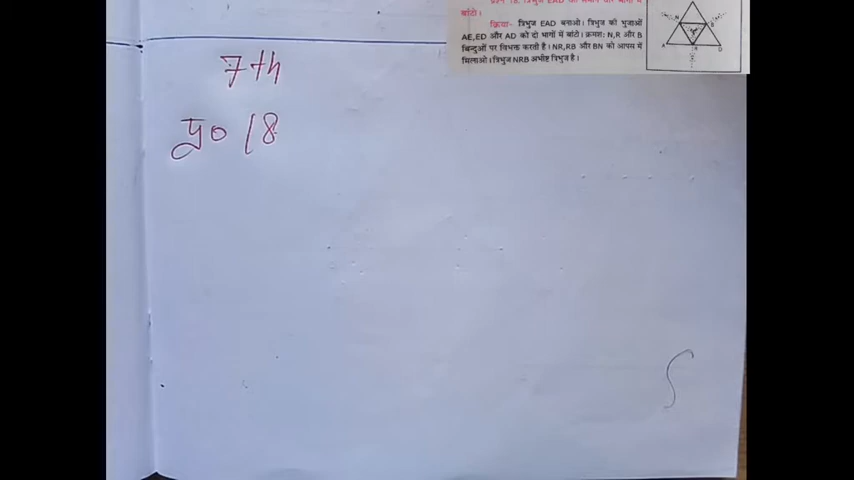 बांटो।
क्रिया- त्रिभुज EAD बनाओ। त्रिभुज की भुजाओं
AE,ED और AD को दो भागों में बांटो। क्रमशः N,R और B
बिन्दुओं पर विभक्त करती है। NR,RB और BN को आपस में
मिलाओ। त्रिभुज NRB अभीष्ट त्रिभुज है।
N
B
A
R
D
7th
प्र० 18